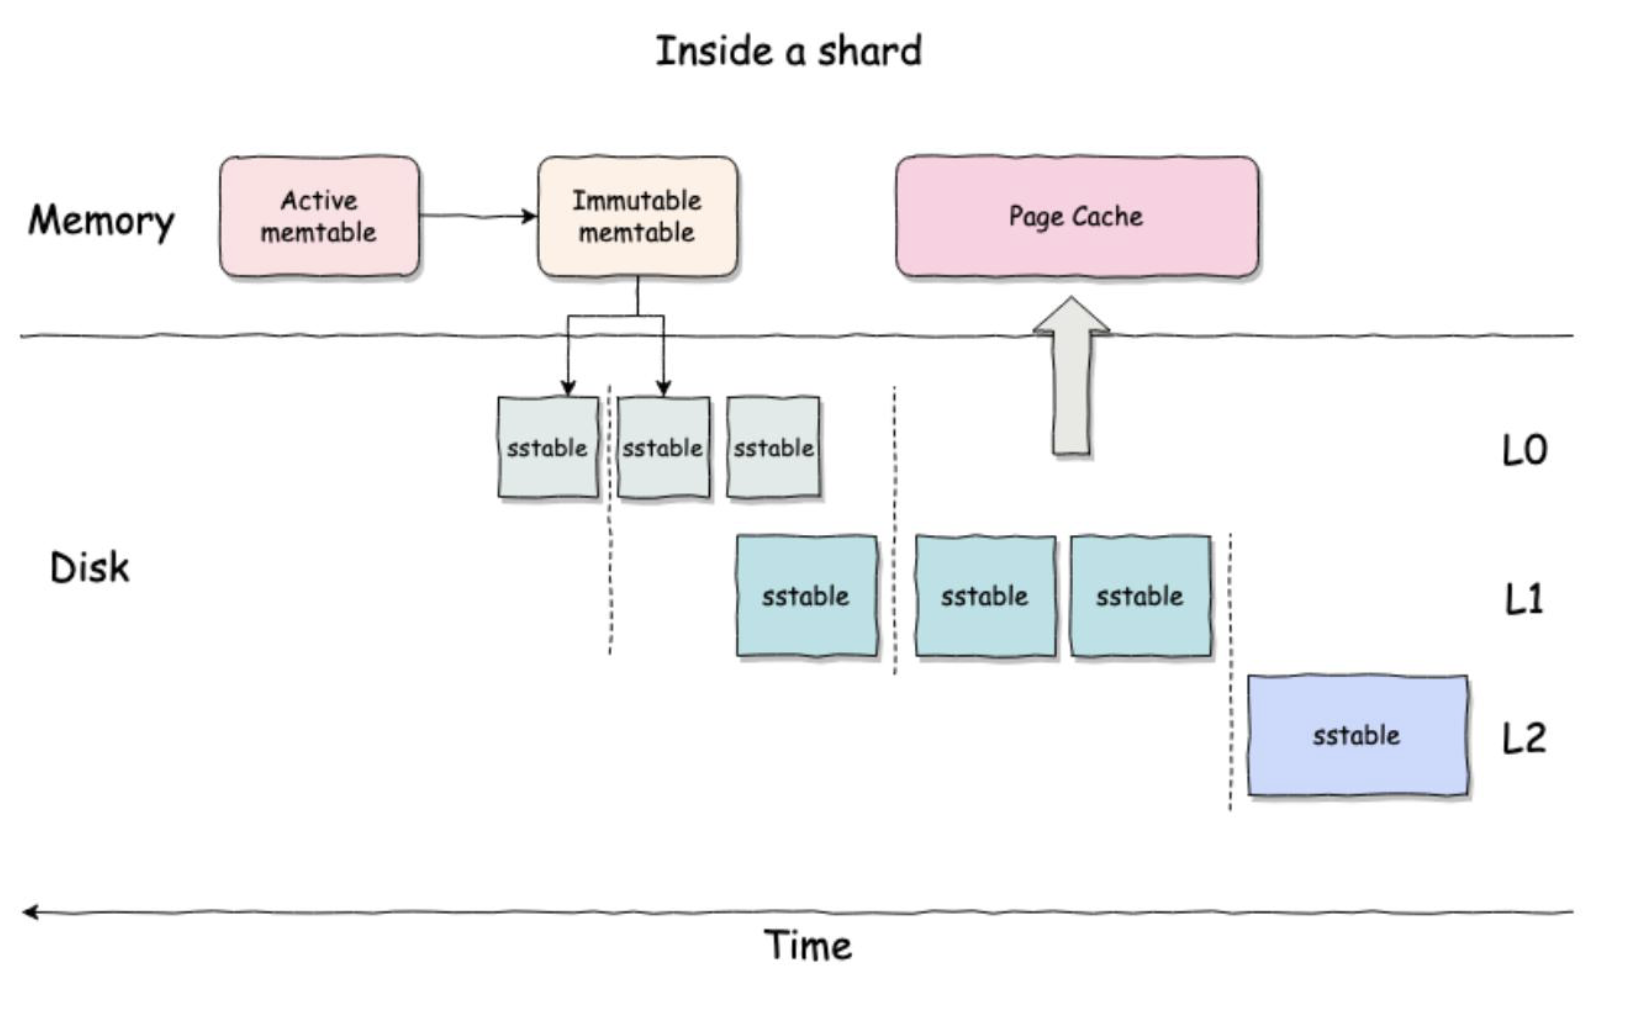 Inside a shard
Memory
Active
memtable
Immutable
memtable
Page Cache
Disk
sstable
sstable
sstable
L0
sstable
sstable
sstable
L1
sstable
L2
Time